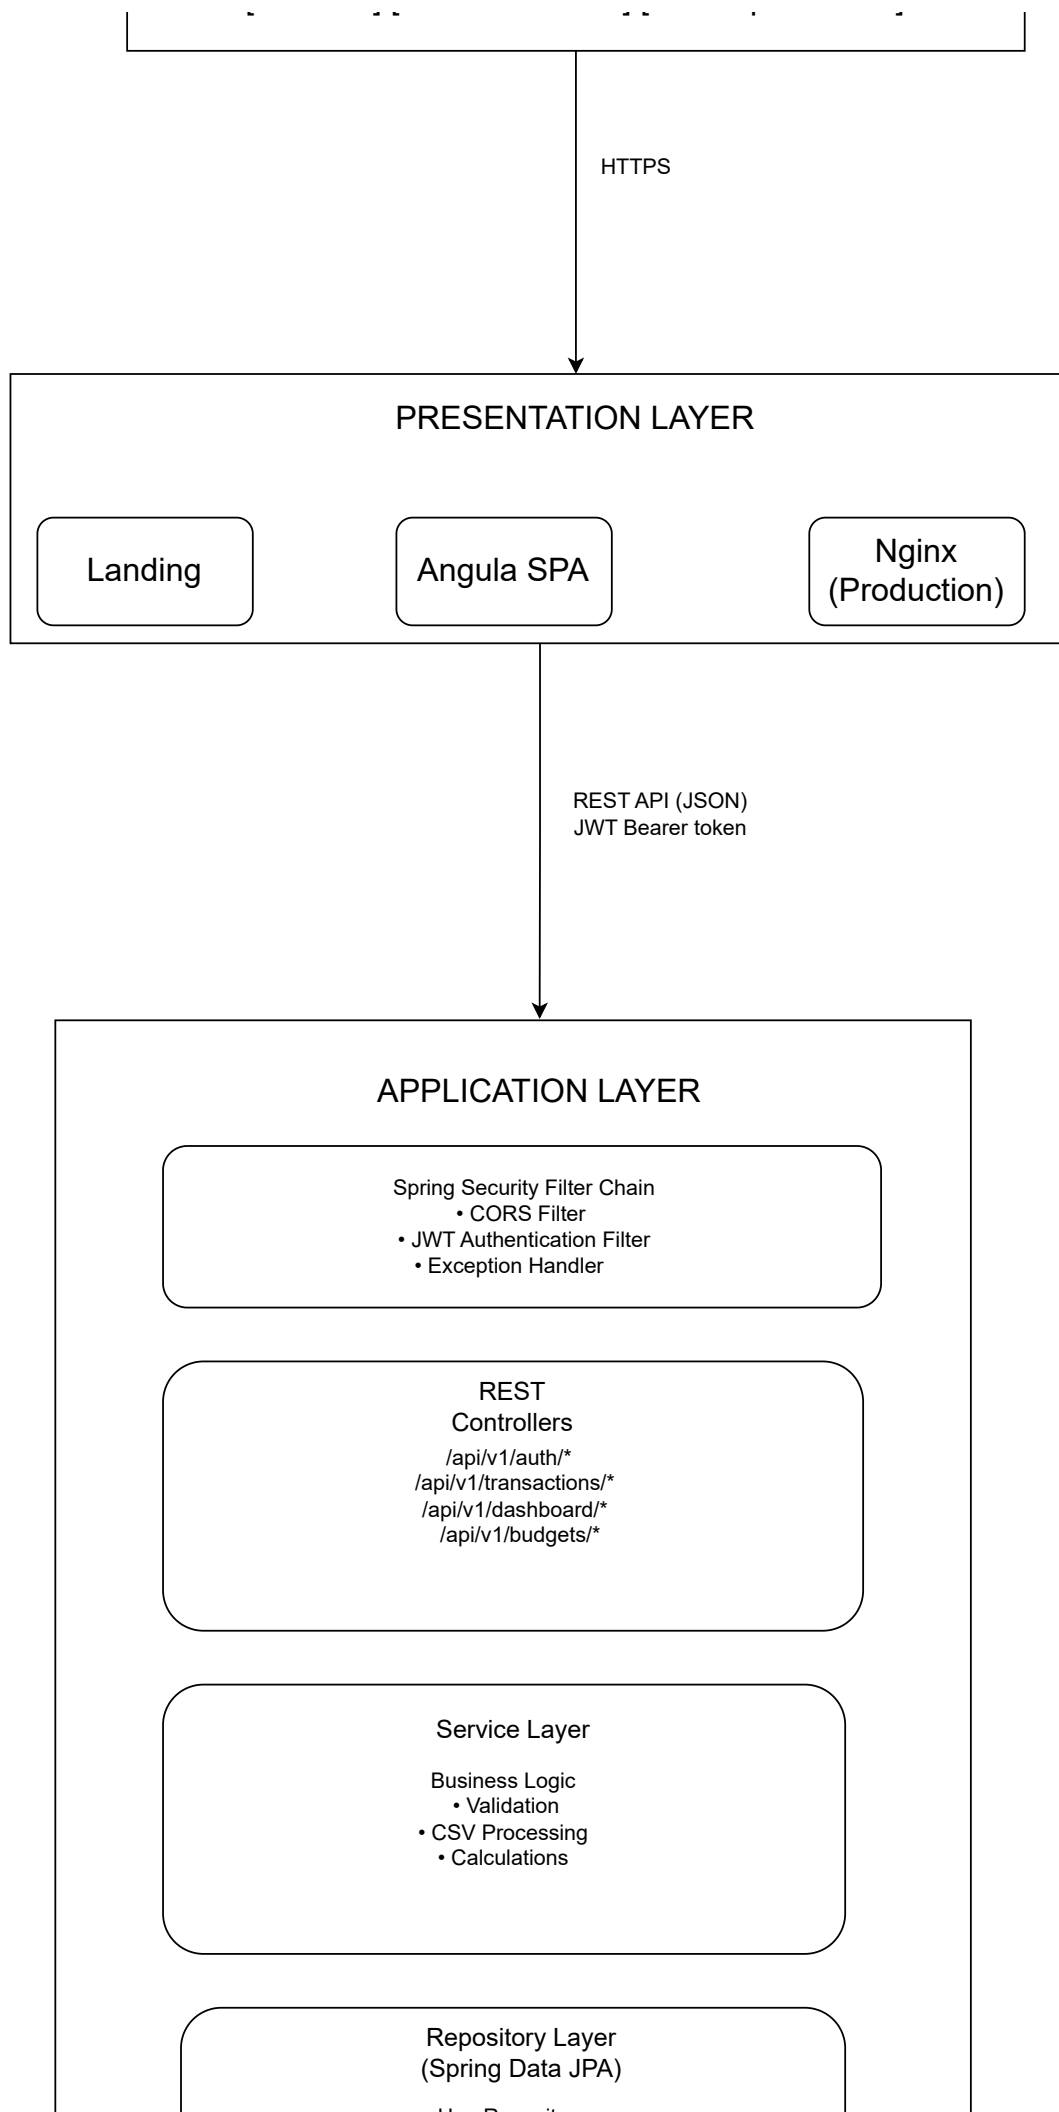 HTTPS
PRESENTATION LAYER
Landing
Angula SPA
Nginx
(Production)
REST API (JSON)
JWT Bearer token
APPLICATION LAYER
Spring Security Filter Chain
• CORS Filter
• JWT Authentication Filter
• Exception Handler
REST
Controllers
/api/v1/auth/*
/api/v1/transactions/*
/api/v1/dashboard/*
/api/v1/budgets/*
Service Layer
Business Logic
• Validation
• CSV Processing
• Calculations
Repository Layer
(Spring Data JPA)